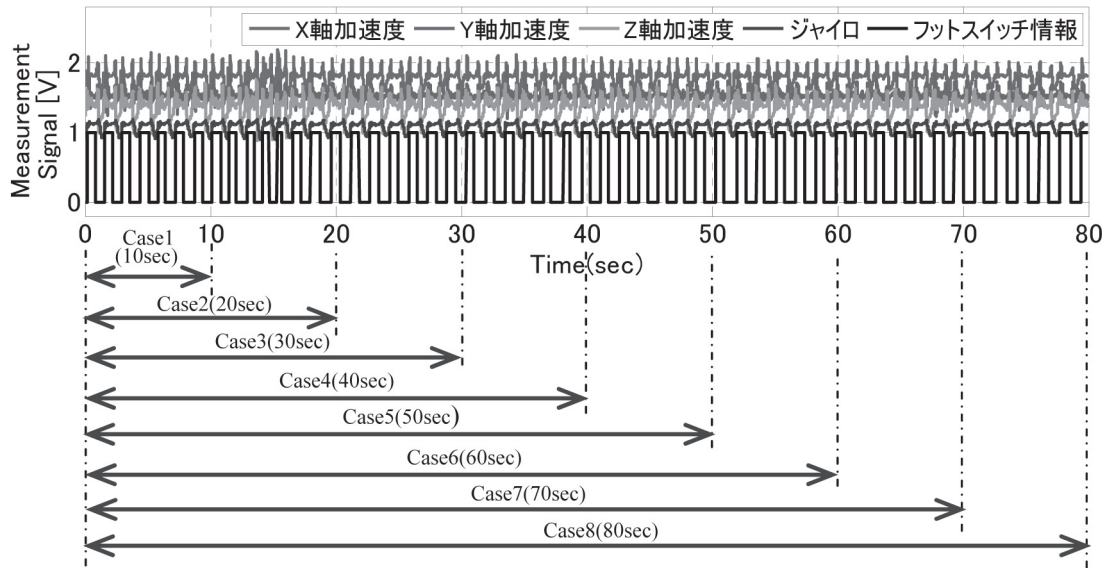 X軸加速度 Y軸加速度 Z軸加速度 ジャイロ フットスイッチ情報
Measurement
Signal [V]
2
1
0
0 10 20 30 40 50 60 70 80
Time(sec)
Case1
(10sec)
Case2(20sec)
Case3(30sec)
Case4(40sec)
Case5(50sec)
Case6(60sec)
Case7(70sec)
Case8(80sec)